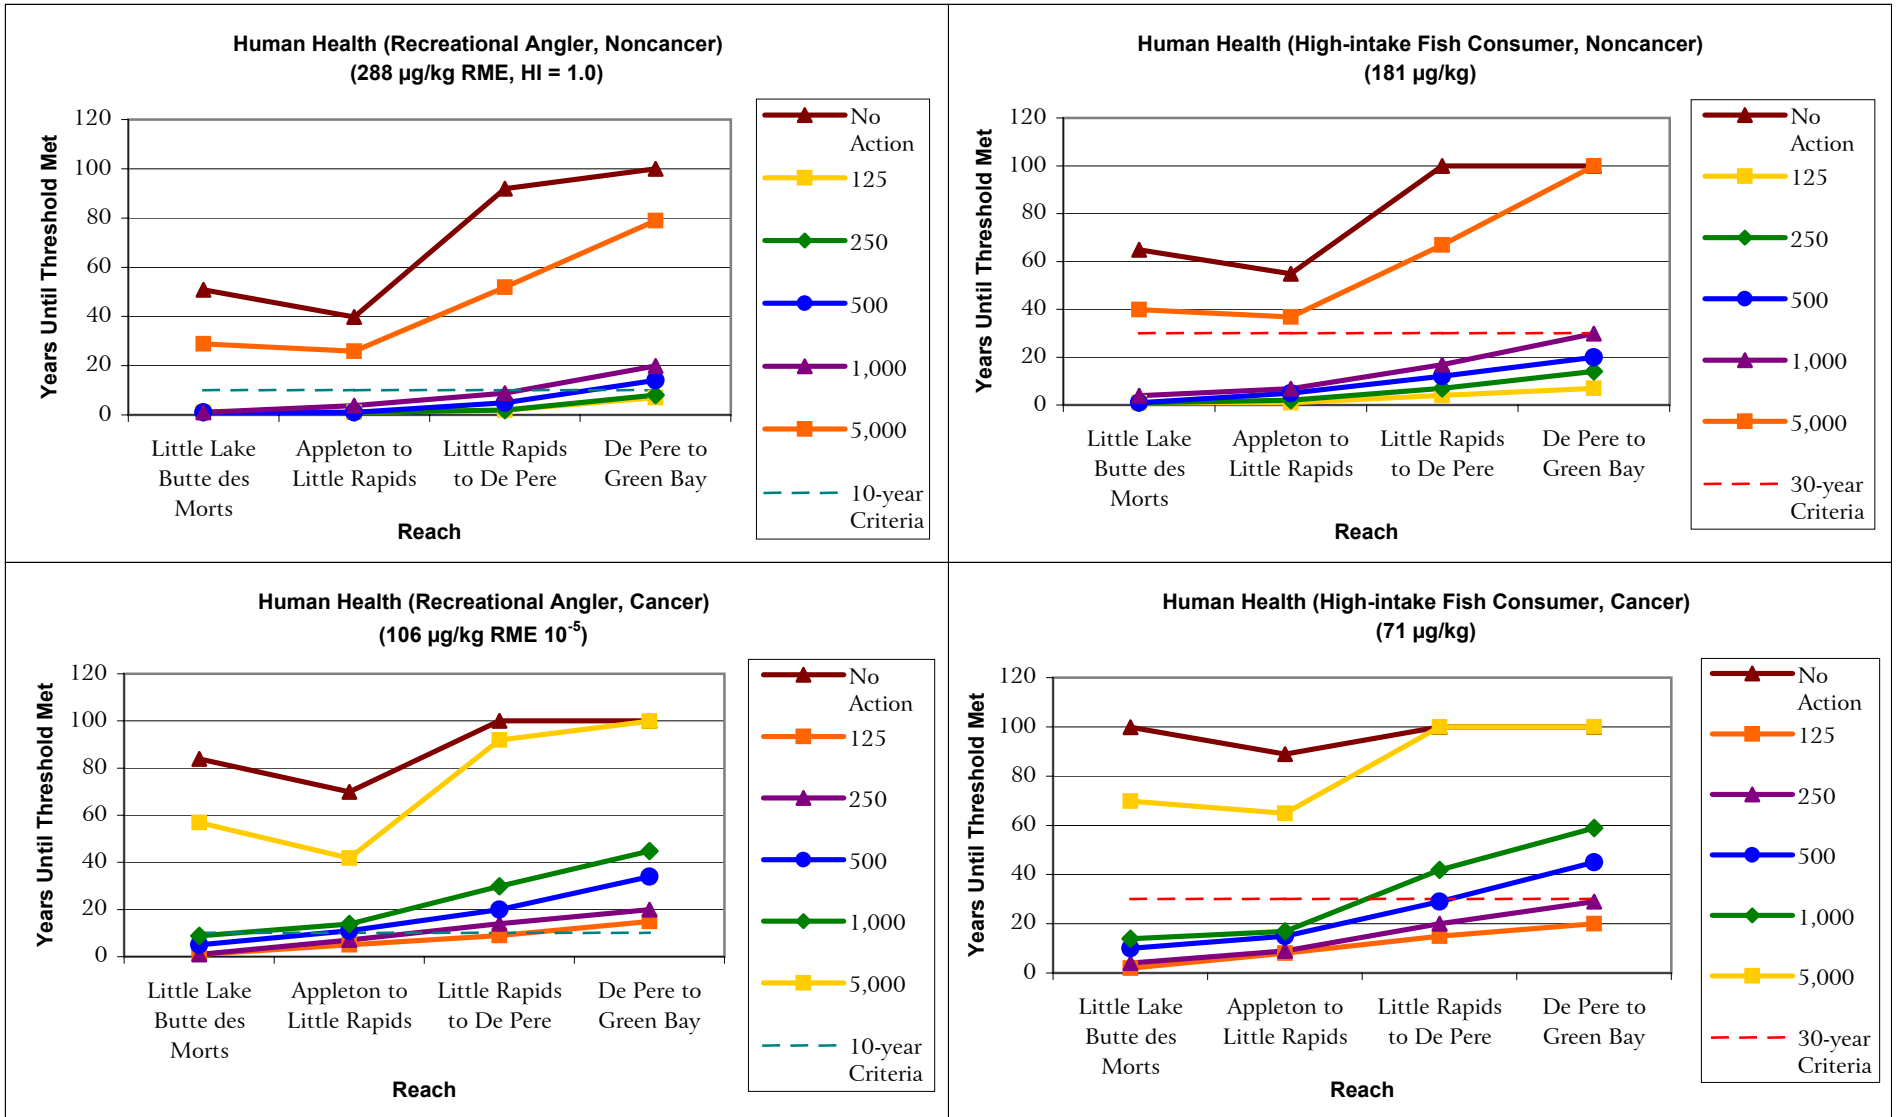 Human Health (Recreational Angler, Noncancer)
(288 µg/kg RME, HI = 1.0)
Years Until Threshold Met
120
100
80
60
40
20
0
Little Lake
Butte des
Morts
Appleton to
Little Rapids
Little Rapids
to De Pere
De Pere to
Green Bay
Reach
No
Action
125
250
500
1,000
5,000
10-year
Criteria
Human Health (High-intake Fish Consumer, Noncancer)
(181 µg/kg)
Years Until Threshold Met
120
100
80
60
40
20
0
Little Lake
Butte des
Morts
Appleton to
Little Rapids
Little Rapids
to De Pere
De Pere to
Green Bay
Reach
No
Action
125
250
500
1,000
5,000
30-year
Criteria
Human Health (Recreational Angler, Cancer)
(106 µg/kg RME 10⁻⁵)
Years Until Threshold Met
120
100
80
60
40
20
0
Little Lake
Butte des
Morts
Appleton to
Little Rapids
Little Rapids
to De Pere
De Pere to
Green Bay
Reach
No
Action
125
250
500
1,000
5,000
10-year
Criteria
Human Health (High-intake Fish Consumer, Cancer)
(71 µg/kg)
Years Until Threshold Met
120
100
80
60
40
20
0
Little Lake
Butte des
Morts
Appleton to
Little Rapids
Little Rapids
to De Pere
De Pere to
Green Bay
Reach
No
Action
125
250
500
1,000
5,000
30-year
Criteria